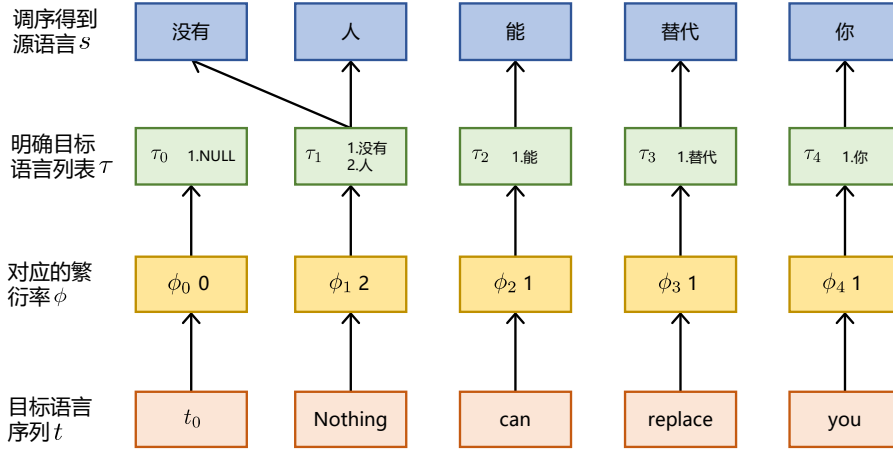 调序得到
源语言 s
没有
人
能
替代
你
明确目标
语言列表 τ
τ₀ 1.NULL
τ₁ 1.没有
2.人
τ₂ 1.能
τ₃ 1.替代
τ₄ 1.你
对应的繁
衍率 ϕ
ϕ₀ 0
ϕ₁ 2
ϕ₂ 1
ϕ₃ 1
ϕ₄ 1
目标语言
序列 t
t₀
Nothing
can
replace
you